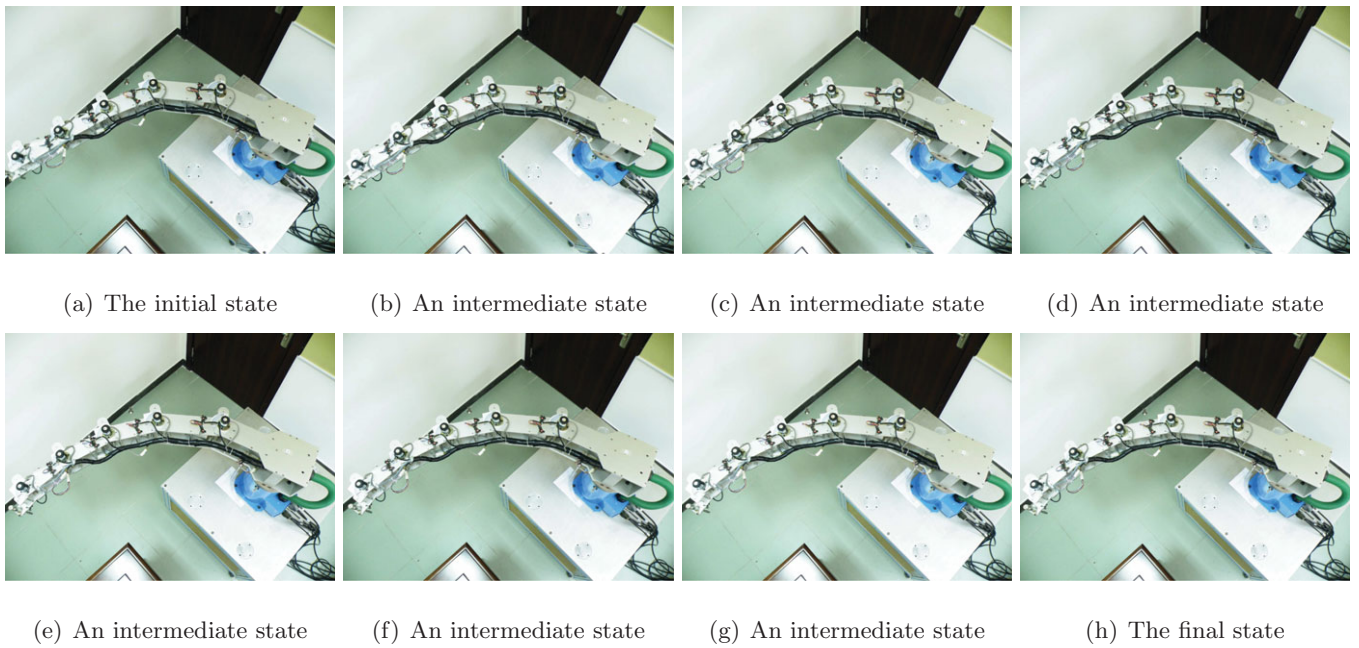 (a) The initial state
(b) An intermediate state
(c) An intermediate state
(d) An intermediate state
(e) An intermediate state
(f) An intermediate state
(g) An intermediate state
(h) The final state